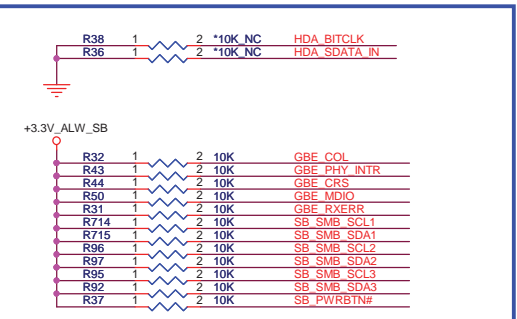 R38 1 2 *10K_NC HDA_BITCLK
R36 1 2 *10K_NC HDA_SDATA_IN
+3.3V_ALW_SB
R32 1 2 10K GBE_COL
R43 1 2 10K GBE_PHY_INTR
R44 1 2 10K GBE_CRS
R50 1 2 10K GBE_MDIO
R31 1 2 10K GBE_RXERR
R714 1 2 10K SB_SMB_SCL1
R715 1 2 10K SB_SMB_SDA1
R96 1 2 10K SB_SMB_SCL2
R97 1 2 10K SB_SMB_SDA2
R95 1 2 10K SB_SMB_SCL3
R92 1 2 10K SB_SMB_SDA3
R37 1 2 10K SB_PWRBTN#